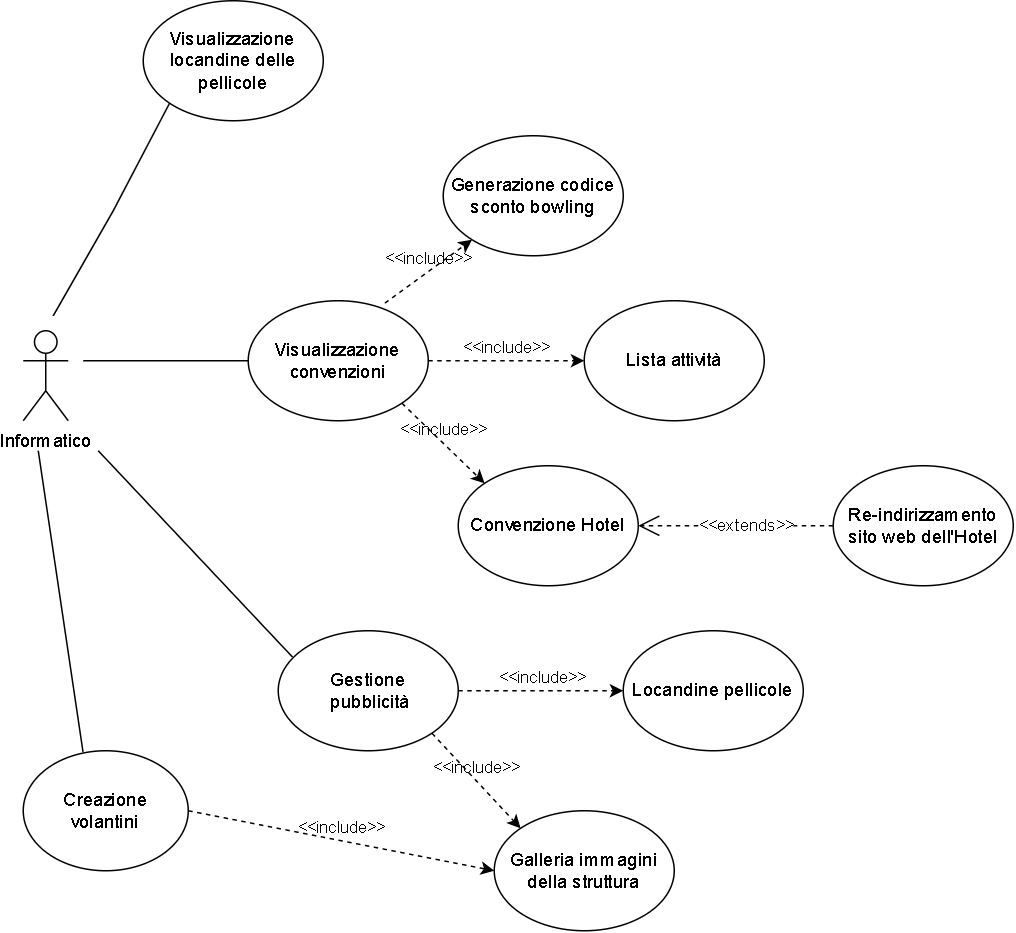 Visualizzazione
locandine delle
pellicole
Generazione codice
sconto bowling
<<include>>
Visualizzazione
convenzioni
<<include>>
Lista attività
<<include>>
Informatico
Convenzione Hotel
<<extends>>
Re-indirizzamento
sito web dell'Hotel
Gestione
pubblicità
<<include>>
Locandine pellicole
<<include>>
Creazione
volantini
<<include>>
Galleria immagini
della struttura